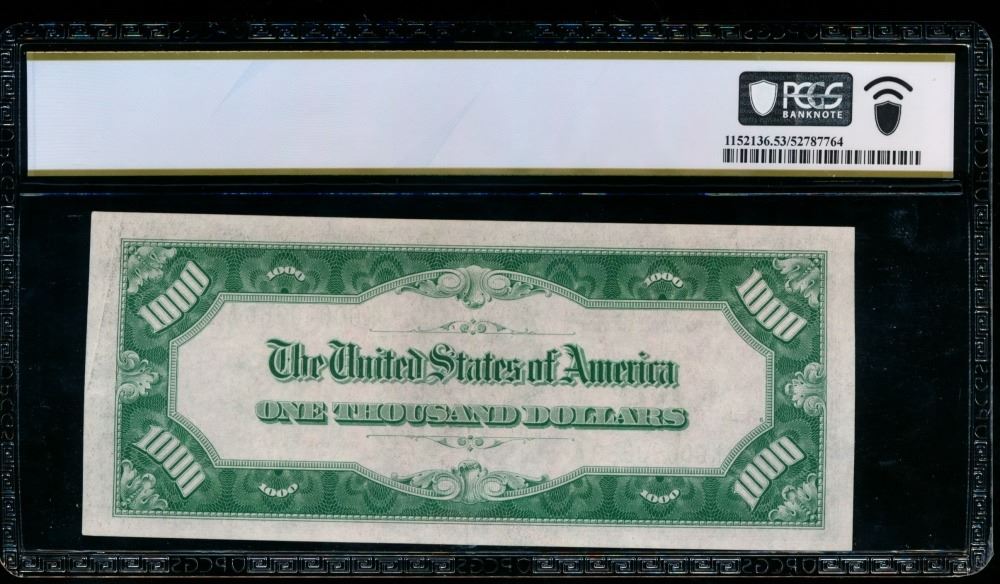 PCGS
BANKNOTE
1152136.53/52787764
1000 1000 1000 1000
The United States of America
ONE THOUSAND DOLLARS
1000 1000 1000 1000